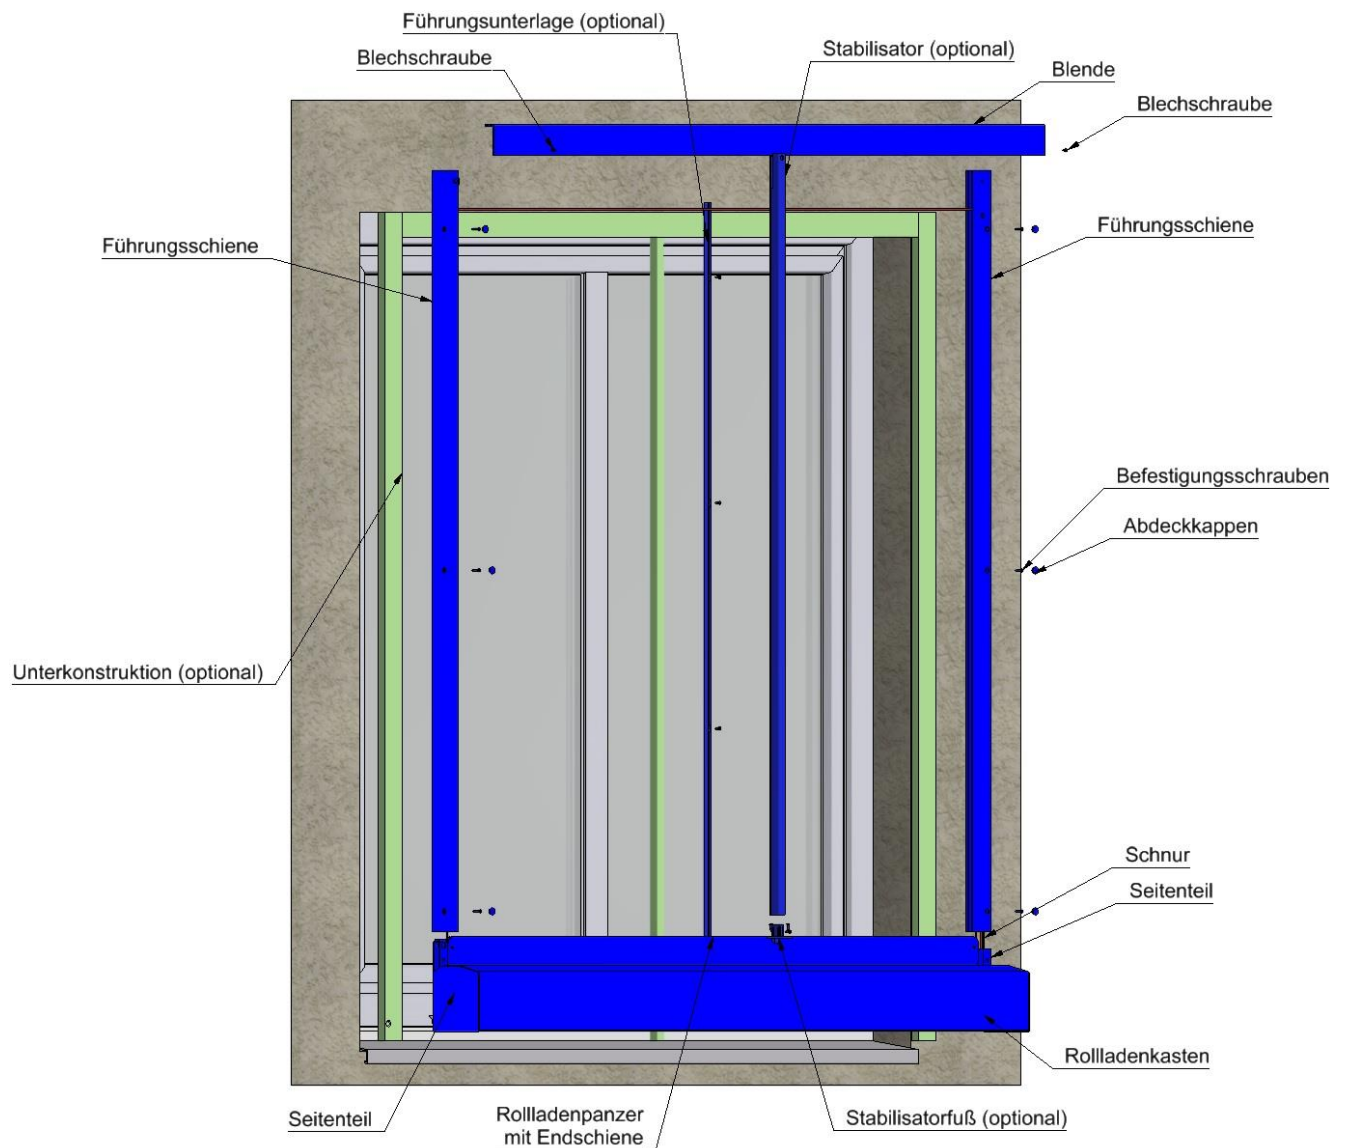 Führungsunterlage (optional)
Blechschraube
Stabilisator (optional)
Blende
Blechschraube
Führungsschiene
Führungsschiene
Befestigungsschrauben
Abdeckkappen
Unterkonstruktion (optional)
Schnur
Seitenteil
Rollladenkasten
Seitenteil
Rollladenpanzer
mit Endschiene
Stabilisatorfuß (optional)